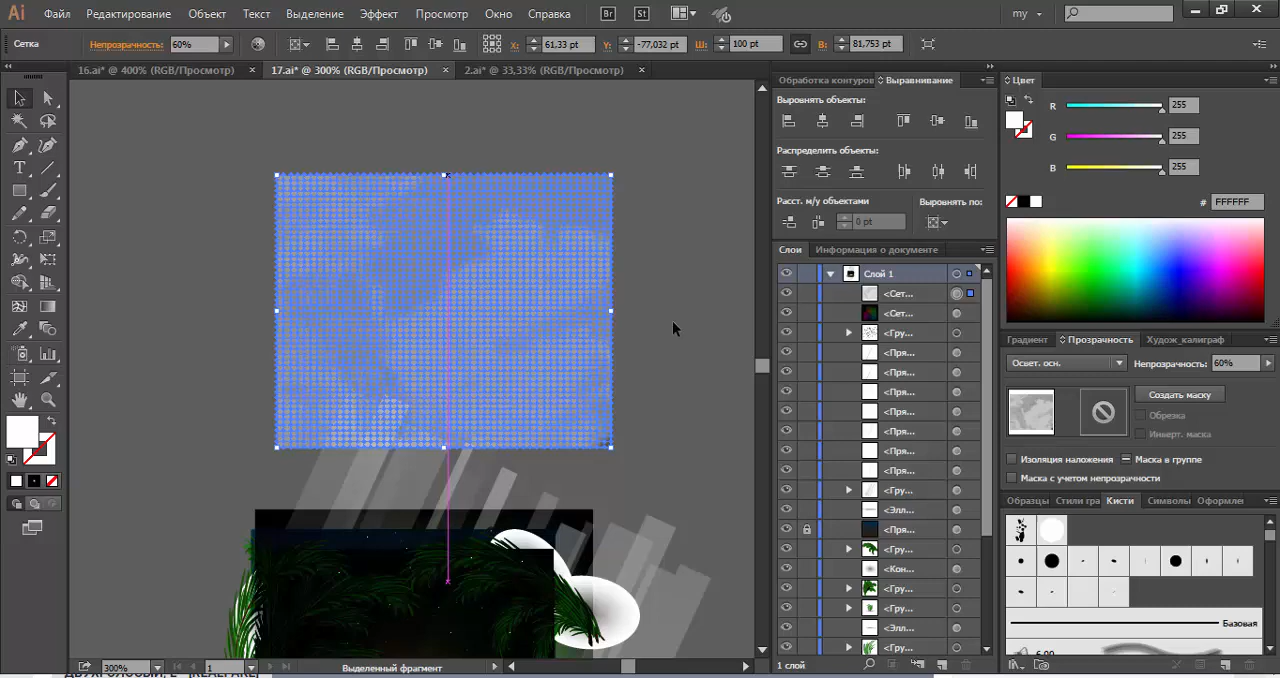 Ai Файл Редактирование Объект Текст Выделение Эффект Просмотр Окно Справка Br St my
Сетка Непрозрачность: 60% X: 61,33 pt Y: -77,032 pt Ш: 100 pt В: 81,753 pt
16.ai* @ 400% (RGB/Просмотр) × 17.ai* @ 300% (RGB/Просмотр) × 2.ai* @ 33,33% (RGB/Просмотр) ×
Обработка контуров Выравнивание
Выровнять объекты:
Распределить объекты:
Расст. м/у объектами Выровнять по:
0 pt
Слои Информация о документе
Слой 1
<Сет...
<Сет...
<Гру...
<Пря...
<Пря...
<Пря...
<Пря...
<Пря...
<Пря...
<Пря...
<Гру...
<Элл...
<Пря...
<Гру...
<Кон...
<Гру...
<Гру...
<Элл...
<Гру...
1 слой
Цвет
R 255
G 255
B 255
# FFFFFF
Градиент Прозрачность Худож_каллиграф
Освет. осн. Непрозрачность: 60%
Создать маску
Обрезка
Инверт. маска
Изоляция наложения Маска в группе
Маска с учетом непрозрачности
Образцы Стили гра Кисти Символы Оформле
Базовая
6.00
300% 1 Выделенный фрагмент